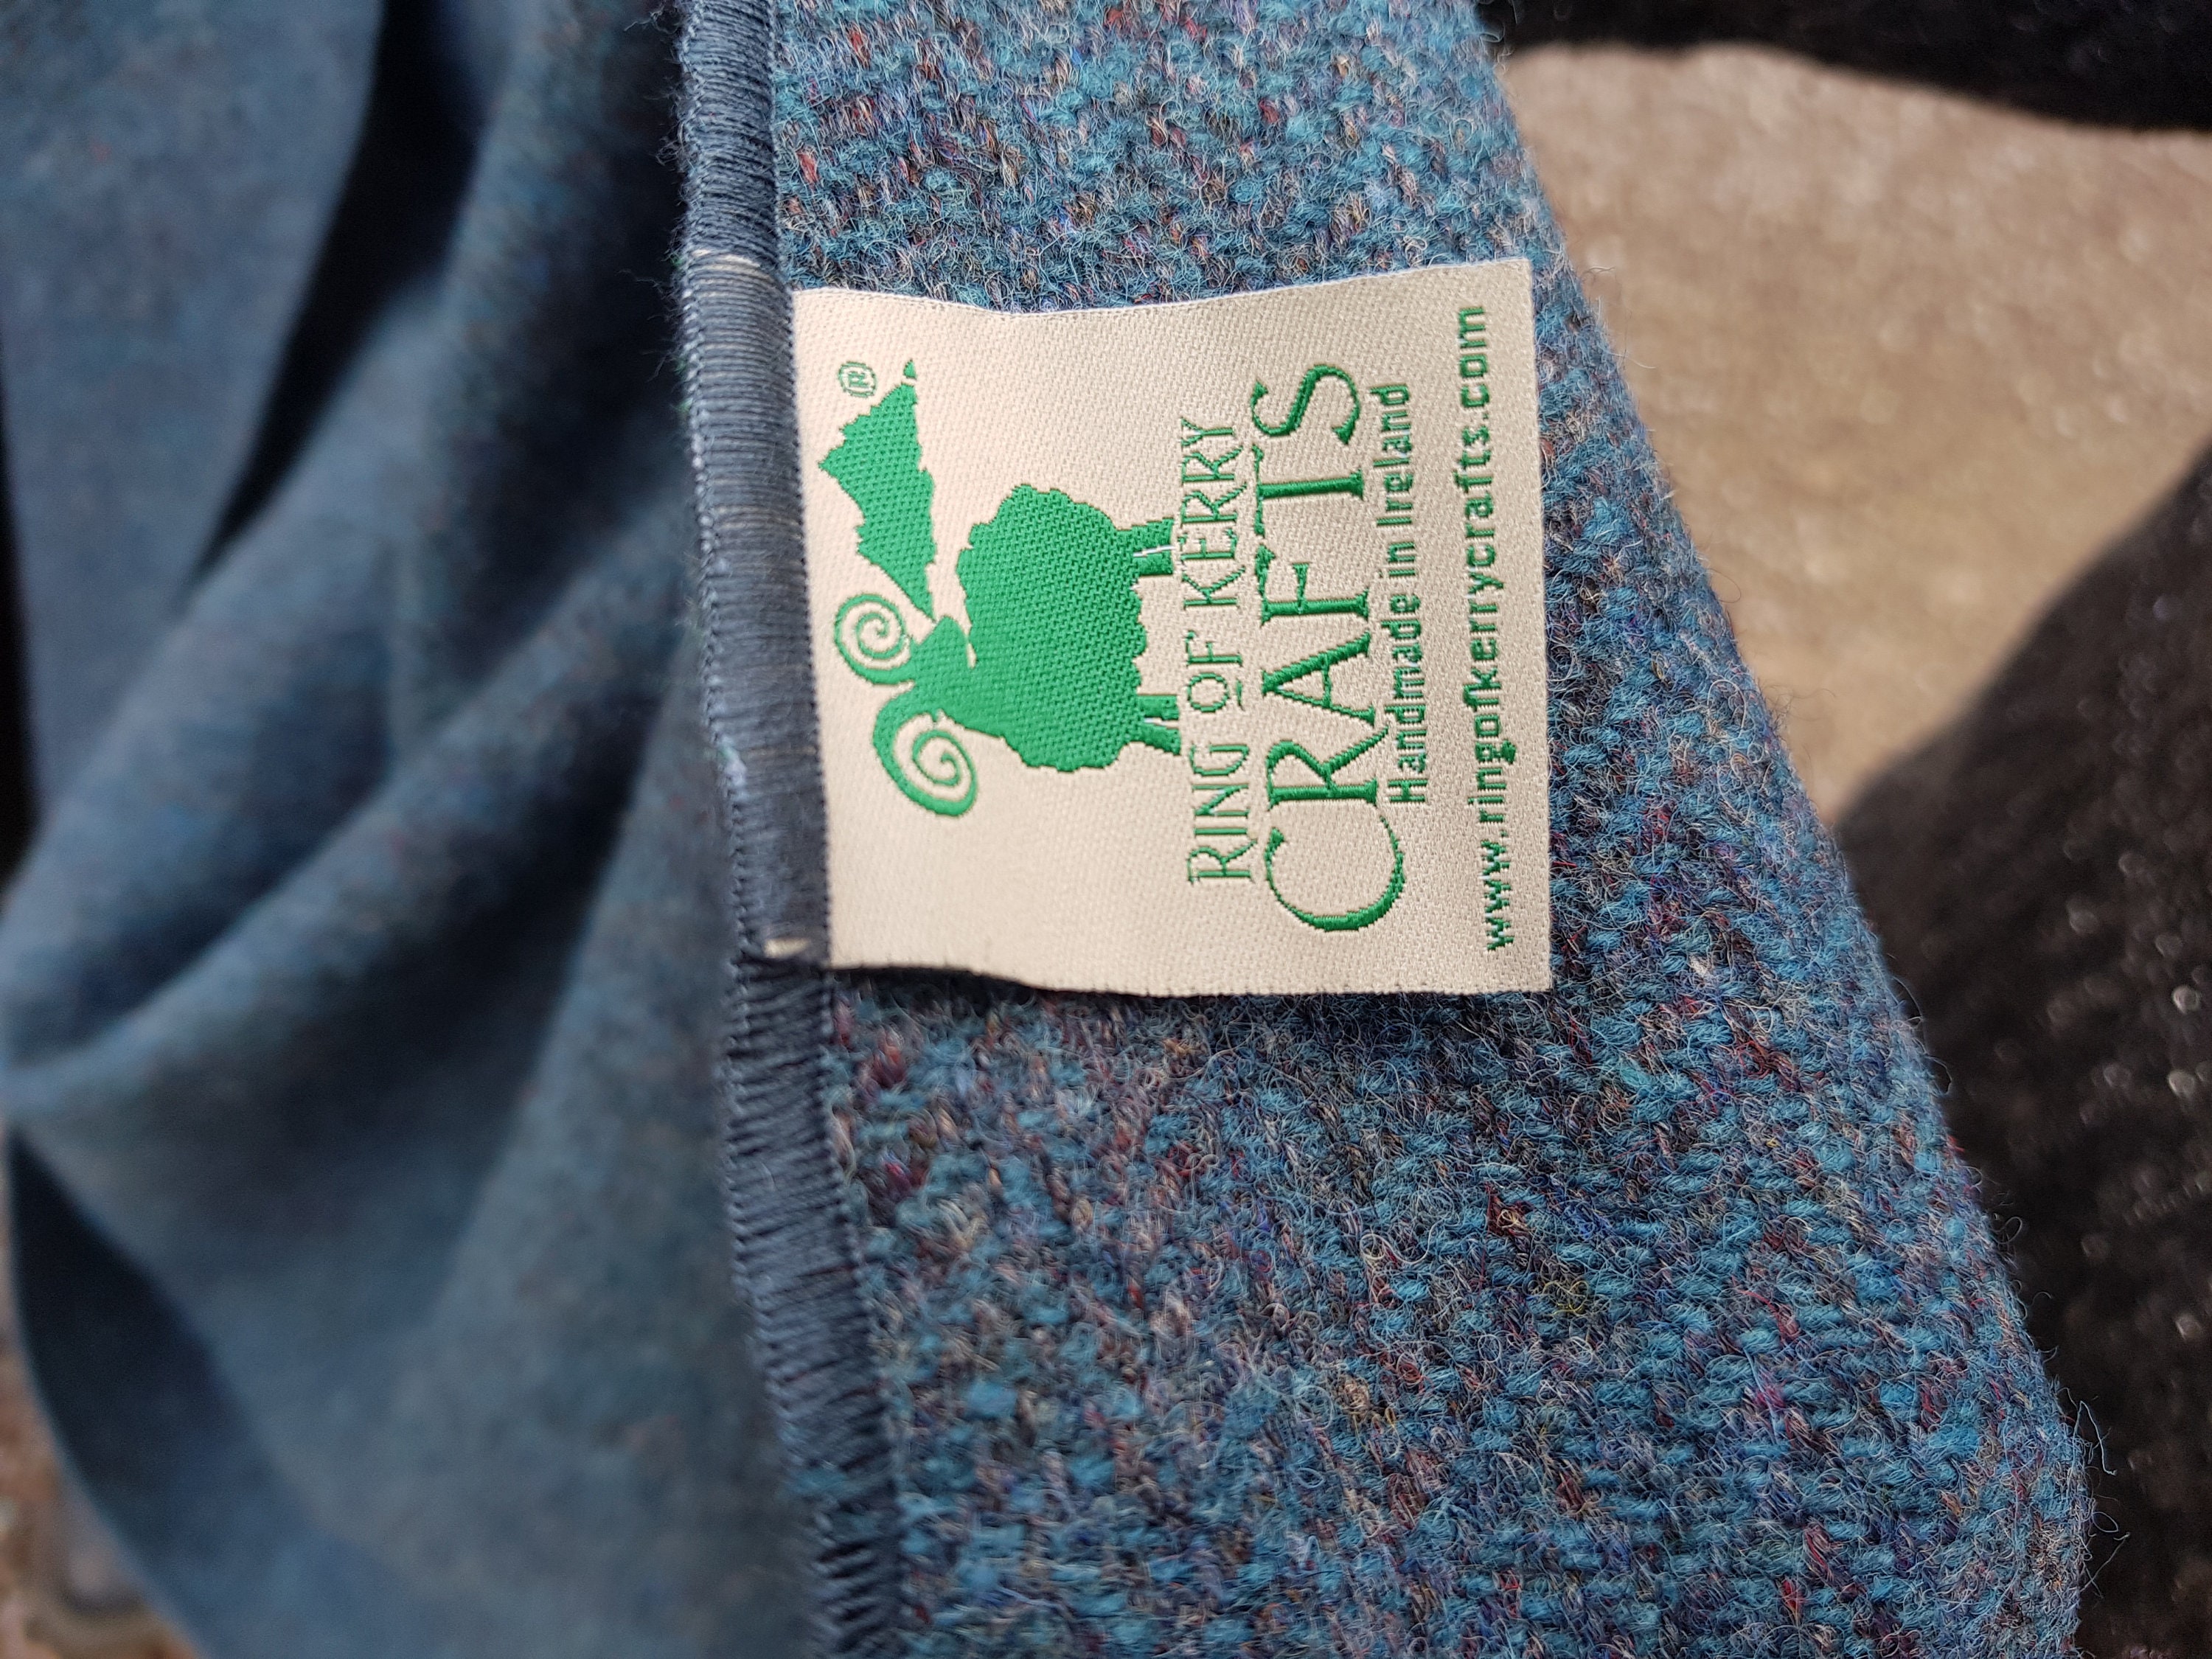 ®
RING OF KERRY
CRAFTS
Handmade in Ireland
www.ringofkerrycrafts.com